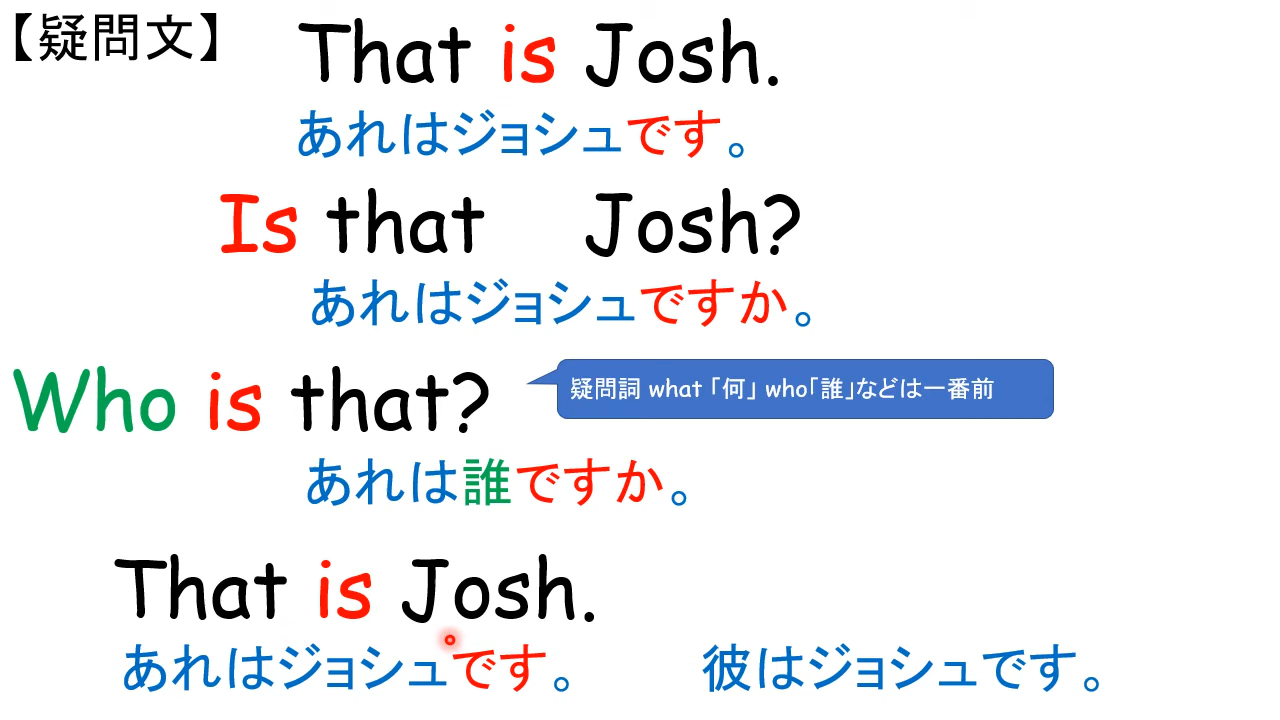 【疑問文】 That is Josh.
あれはジョシュです。
Is that Josh?
あれはジョシュですか。
Who is that?
疑問詞 what 「何」 who「誰」などは一番前
あれは誰ですか。
That is Josh.
あれはジョシュです。 彼はジョシュです。